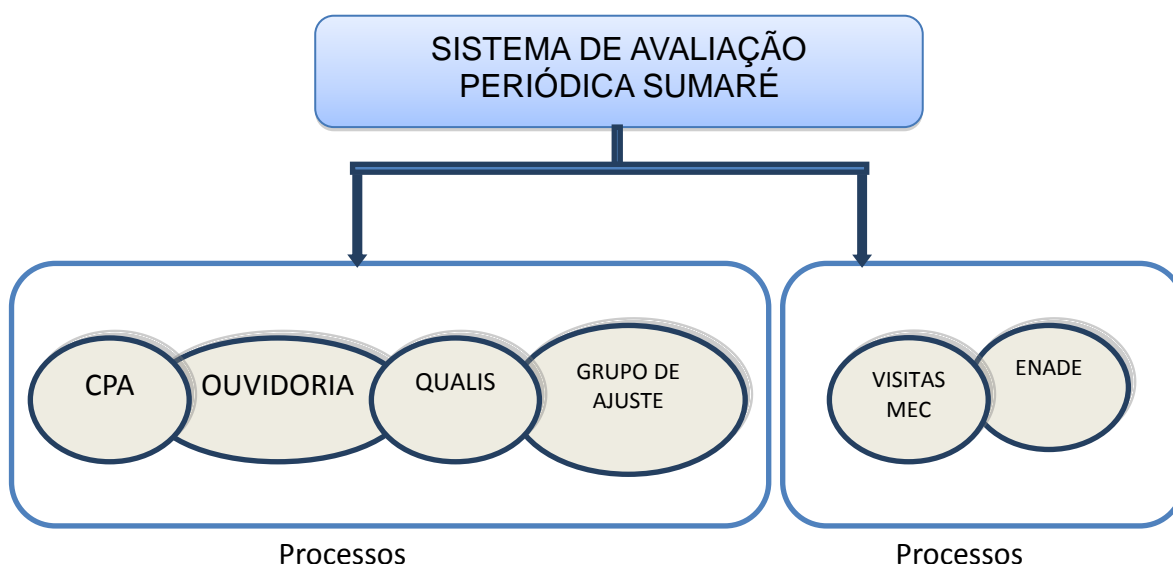 SISTEMA DE AVALIAÇÃO
PERIÓDICA SUMARÉ
CPA
OUVIDORIA
QUALIS
GRUPO DE
AJUSTE
VISITAS
MEC
ENADE
Processos
Processos